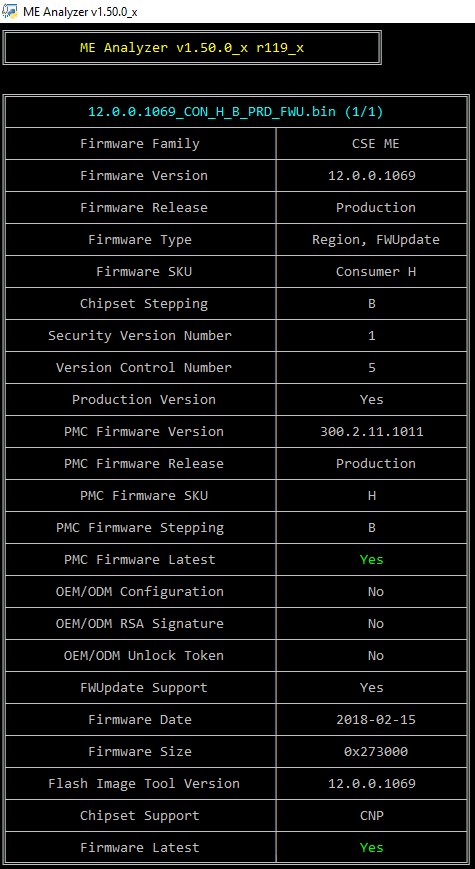 ME Analyzer v1.50.0_x
ME Analyzer v1.50.0_x r119_x
12.0.0.1069_CON_H_B_PRD_FWU.bin (1/1)
Firmware Family CSE ME
Firmware Version 12.0.0.1069
Firmware Release Production
Firmware Type Region, FWUpdate
Firmware SKU Consumer H
Chipset Stepping B
Security Version Number 1
Version Control Number 5
Production Version Yes
PMC Firmware Version 300.2.11.1011
PMC Firmware Release Production
PMC Firmware SKU H
PMC Firmware Stepping B
PMC Firmware Latest Yes
OEM/ODM Configuration No
OEM/ODM RSA Signature No
OEM/ODM Unlock Token No
FWUpdate Support Yes
Firmware Date 2018-02-15
Firmware Size 0x273000
Flash Image Tool Version 12.0.0.1069
Chipset Support CNP
Firmware Latest Yes